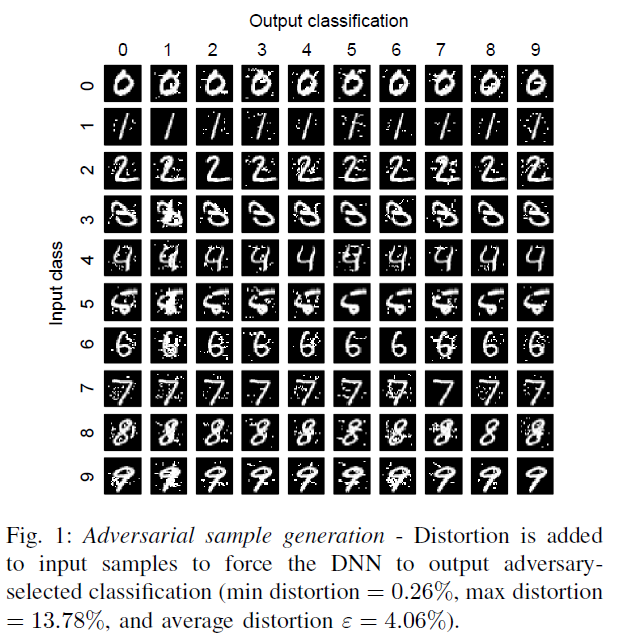 Output classification
0 1 2 3 4 5 6 7 8 9
Input class
0
1
2
3
4
5
6
7
8
9
Fig. 1: Adversarial sample generation - Distortion is added
to input samples to force the DNN to output adversary-
selected classification (min distortion = 0.26%, max distortion
= 13.78%, and average distortion ε = 4.06%).